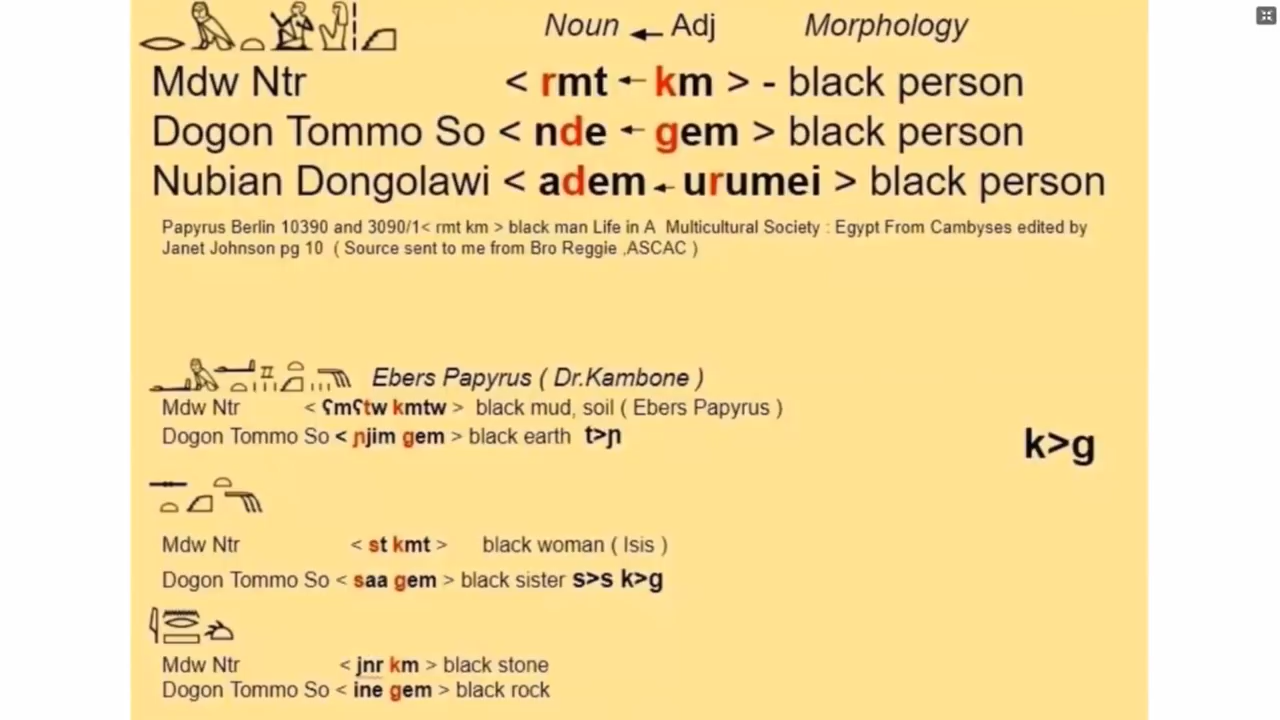 Noun ← Adj Morphology
Mdw Ntr < rmt ← km > - black person
Dogon Tommo So < nde ← gem > black person
Nubian Dongolawi < adem ← urumei > black person
Papyrus Berlin 10390 and 3090/1< rmt km > black man Life in A Multicultural Society : Egypt From Cambyses edited by
Janet Johnson pg 10 ( Source sent to me from Bro Reggie ,ASCAC )
Ebers Papyrus ( Dr.Kambone )
Mdw Ntr < ʕmʕtw kmtw > black mud, soil ( Ebers Papyrus )
Dogon Tommo So < ɲjim gem > black earth t>ɲ
k>g
Mdw Ntr < st kmt > black woman ( Isis )
Dogon Tommo So < saa gem > black sister s>s k>g
Mdw Ntr < jnr km > black stone
Dogon Tommo So < ine gem > black rock